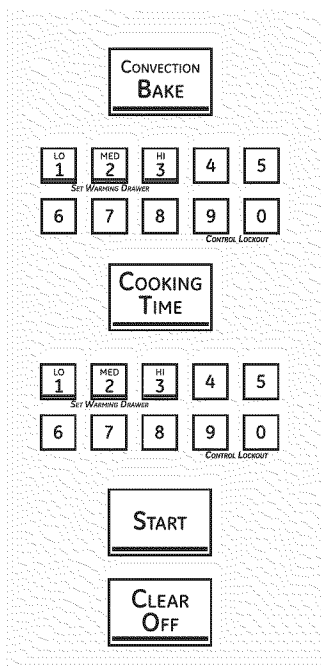 CONVECTION
BAKE
LO MED HI
1 2 3 4 5
SET WARMING DRAWER
6 7 8 9 0
CONTROL LOCKOUT
COOKING
TIME
LO MED HI
1 2 3 4 5
SET WARMING DRAWER
6 7 8 9 0
CONTROL LOCKOUT
START
CLEAR
OFF